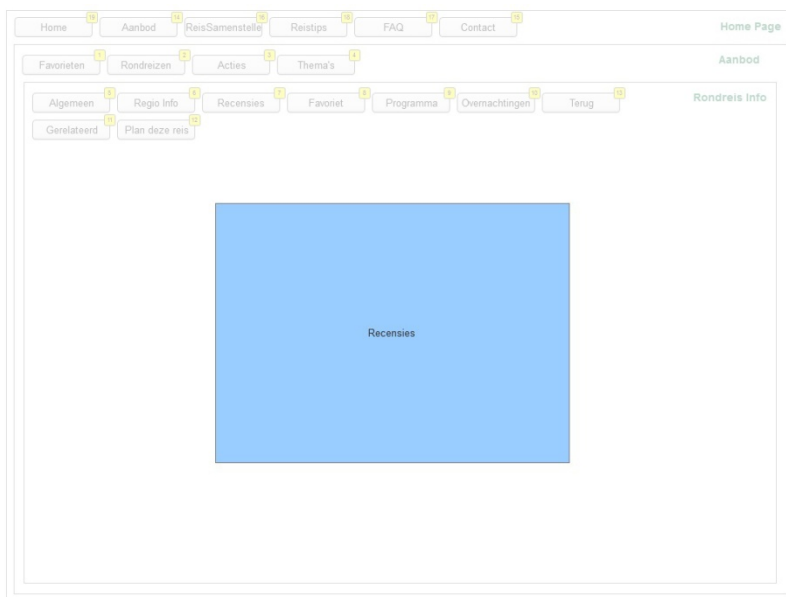 Home Aanbod ReisSamenstelle Reistips FAQ Contact Home Page
Favorieten Rondreizen Acties Thema's Aanbod
Algemeen Regio Info Recensies Favoriet Programma Overnachtingen Terug Rondreis Info
Gerelateerd Plan deze reis
Recensies